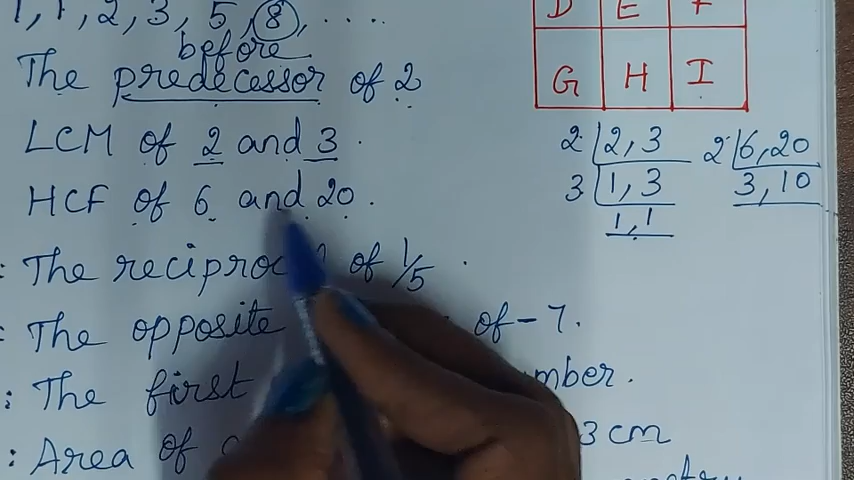 1, 1, 2, 3, 5, 8, ....
before
The predecessor of 2
LCM of 2 and 3.
HCF of 6 and 20.
: The reciproc of 1/5.
: The opposite of -7.
: The first mber.
: Area of 3 cm
D E F
G H I
2 2, 3
3 1, 3
1, 1
2 6, 20
3, 10